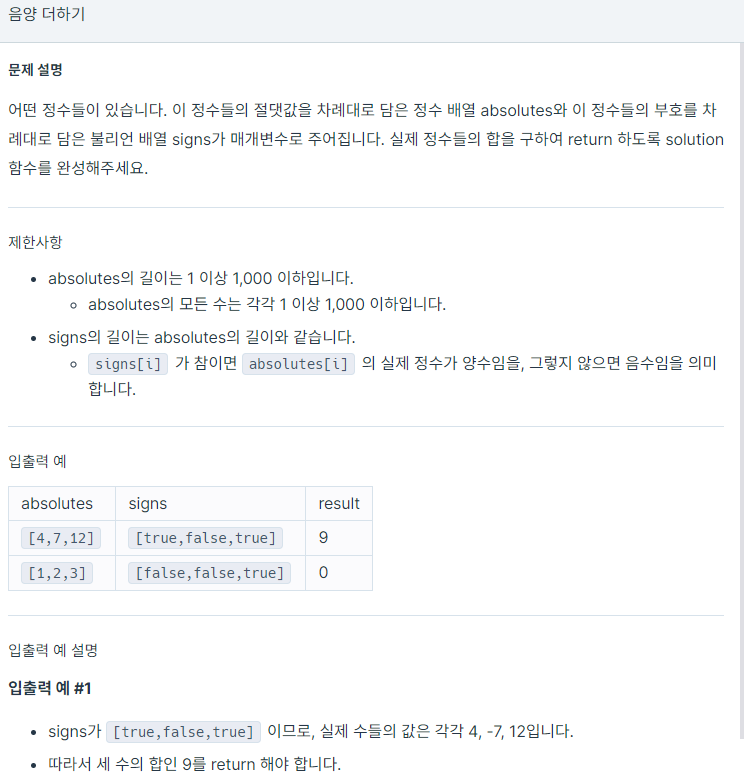 음양 더하기
문제 설명
어떤 정수들이 있습니다. 이 정수들의 절댓값을 차례대로 담은 정수 배열 absolutes와 이 정수들의 부호를 차
례대로 담은 불리언 배열 signs가 매개변수로 주어집니다. 실제 정수들의 합을 구하여 return 하도록 solution
함수를 완성해주세요.
제한사항
• absolutes의 길이는 1 이상 1,000 이하입니다.
◦ absolutes의 모든 수는 각각 1 이상 1,000 이하입니다.
• signs의 길이는 absolutes의 길이와 같습니다.
◦ signs[i] 가 참이면 absolutes[i] 의 실제 정수가 양수임을, 그렇지 않으면 음수임을 의미
합니다.
입출력 예
absolutes signs result
[4,7,12] [true,false,true] 9
[1,2,3] [false,false,true] 0
입출력 예 설명
입출력 예 #1
• signs가 [true,false,true] 이므로, 실제 수들의 값은 각각 4, -7, 12입니다.
• 따라서 세 수의 합인 9를 return 해야 합니다.